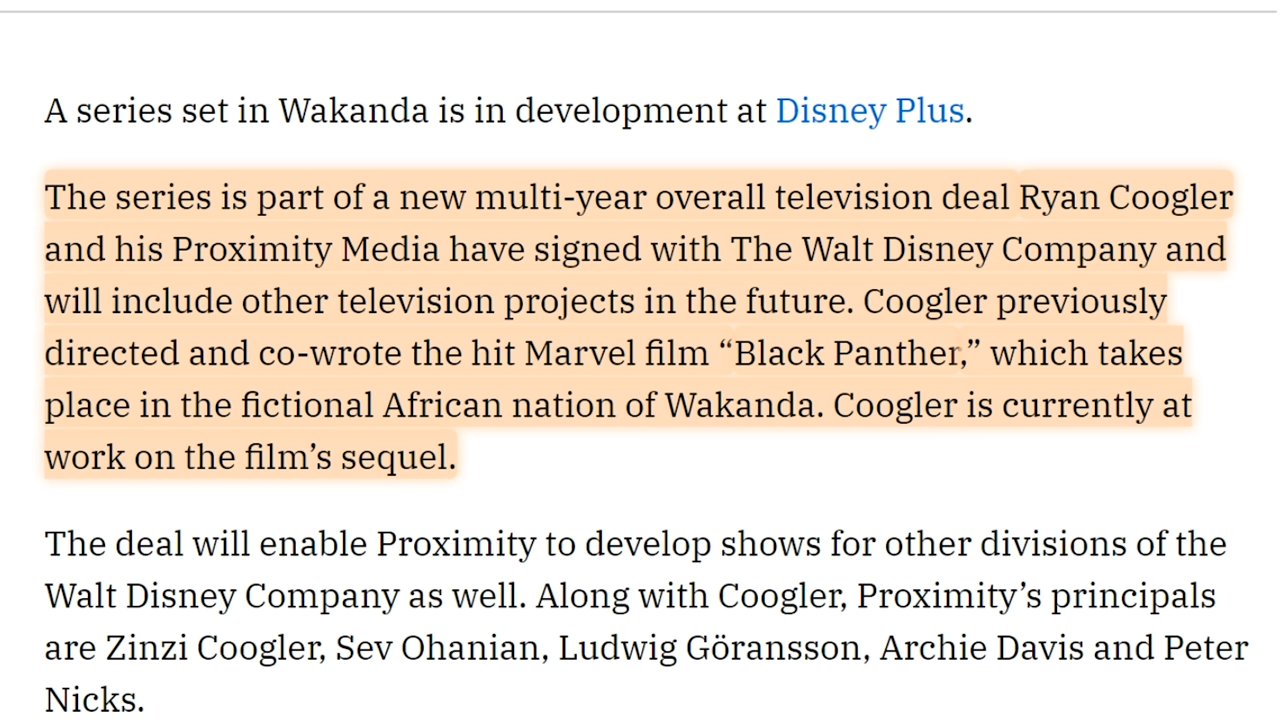 A series set in Wakanda is in development at Disney Plus.
The series is part of a new multi-year overall television deal Ryan Coogler
and his Proximity Media have signed with The Walt Disney Company and
will include other television projects in the future. Coogler previously
directed and co-wrote the hit Marvel film “Black Panther,” which takes
place in the fictional African nation of Wakanda. Coogler is currently at
work on the film’s sequel.
The deal will enable Proximity to develop shows for other divisions of the
Walt Disney Company as well. Along with Coogler, Proximity’s principals
are Zinzi Coogler, Sev Ohanian, Ludwig Göransson, Archie Davis and Peter
Nicks.